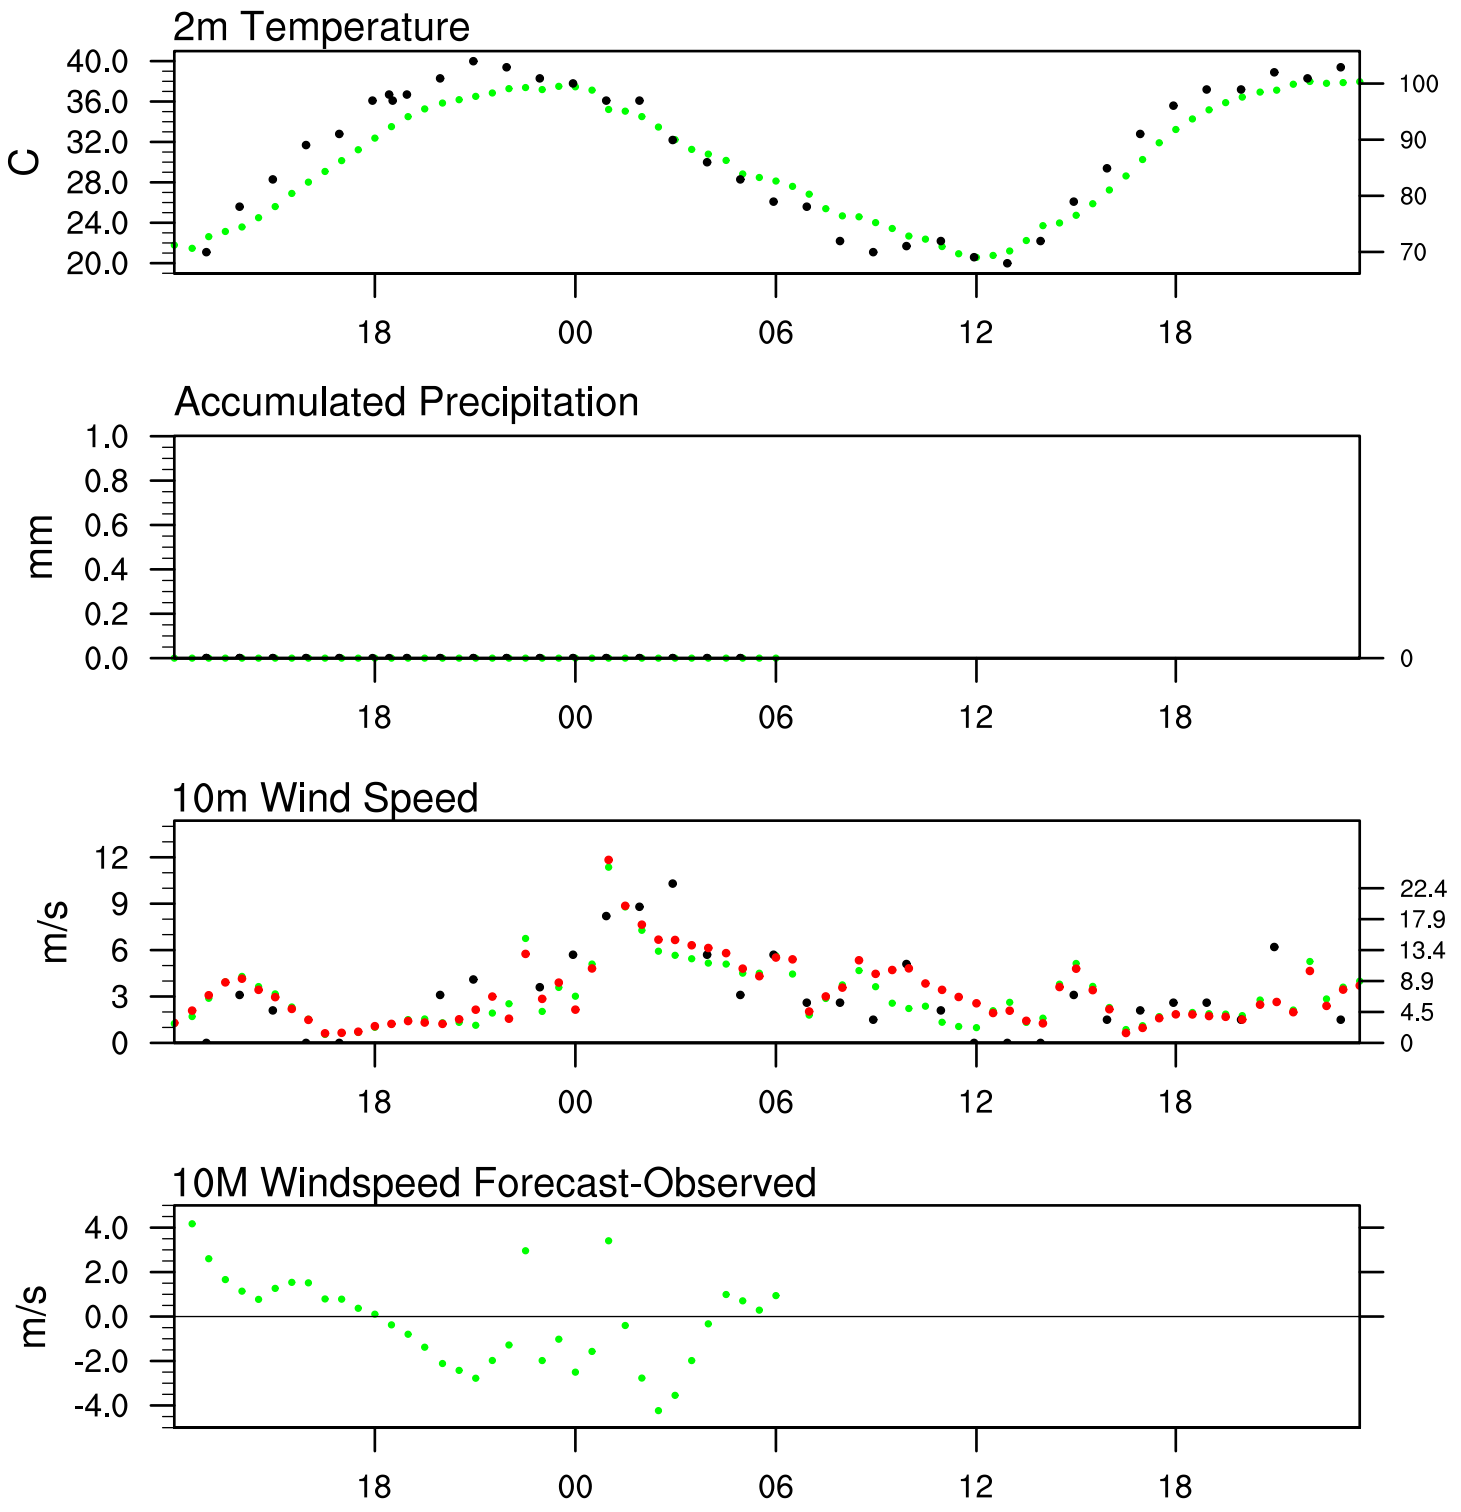 2m Temperature
40.0
36.0
32.0
28.0
24.0
20.0
C
100
90
80
70
18 00 06 12 18
Accumulated Precipitation
1.0
0.8
0.6
0.4
0.2
0.0
mm
0
18 00 06 12 18
10m Wind Speed
12
9
6
3
0
m/s
22.4
17.9
13.4
8.9
4.5
0
18 00 06 12 18
10M Windspeed Forecast-Observed
4.0
2.0
0.0
-2.0
-4.0
m/s
18 00 06 12 18